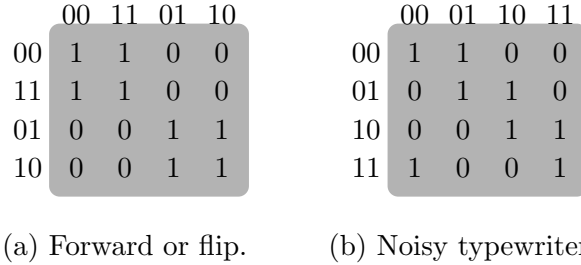 00 11 01 10
00 1 1 0 0
11 1 1 0 0
01 0 0 1 1
10 0 0 1 1
(a) Forward or flip.
00 01 10 11
00 1 1 0 0
01 0 1 1 0
10 0 0 1 1
11 1 0 0 1
(b) Noisy typewriter